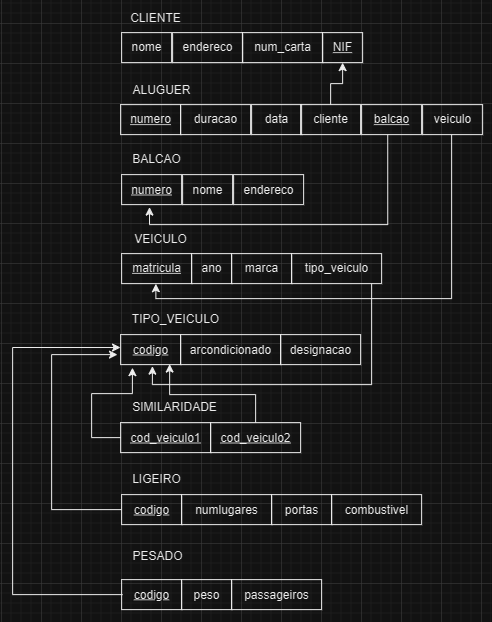 CLIENTE
nome endereco num_carta NIF
ALUGUER
numero duracao data cliente balcao veiculo
BALCAO
numero nome endereco
VEICULO
matricula ano marca tipo_veiculo
TIPO_VEICULO
codigo arcondicionado designacao
SIMILARIDADE
cod_veiculo1 cod_veiculo2
LIGEIRO
codigo numlugares portas combustivel
PESADO
codigo peso passageiros